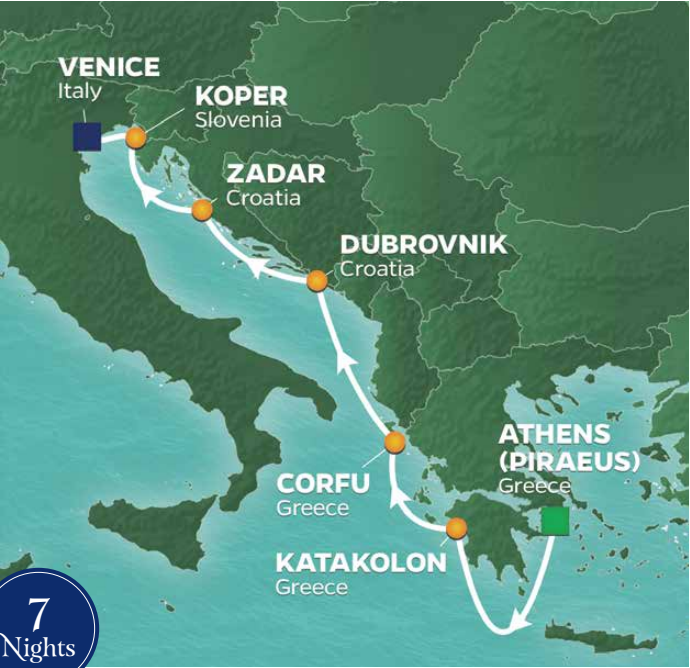 VENICE
Italy
KOPER
Slovenia
ZADAR
Croatia
DUBROVNIK
Croatia
ATHENS
(PIRAEUS)
Greece
CORFU
Greece
KATAKOLON
Greece
7
Nights